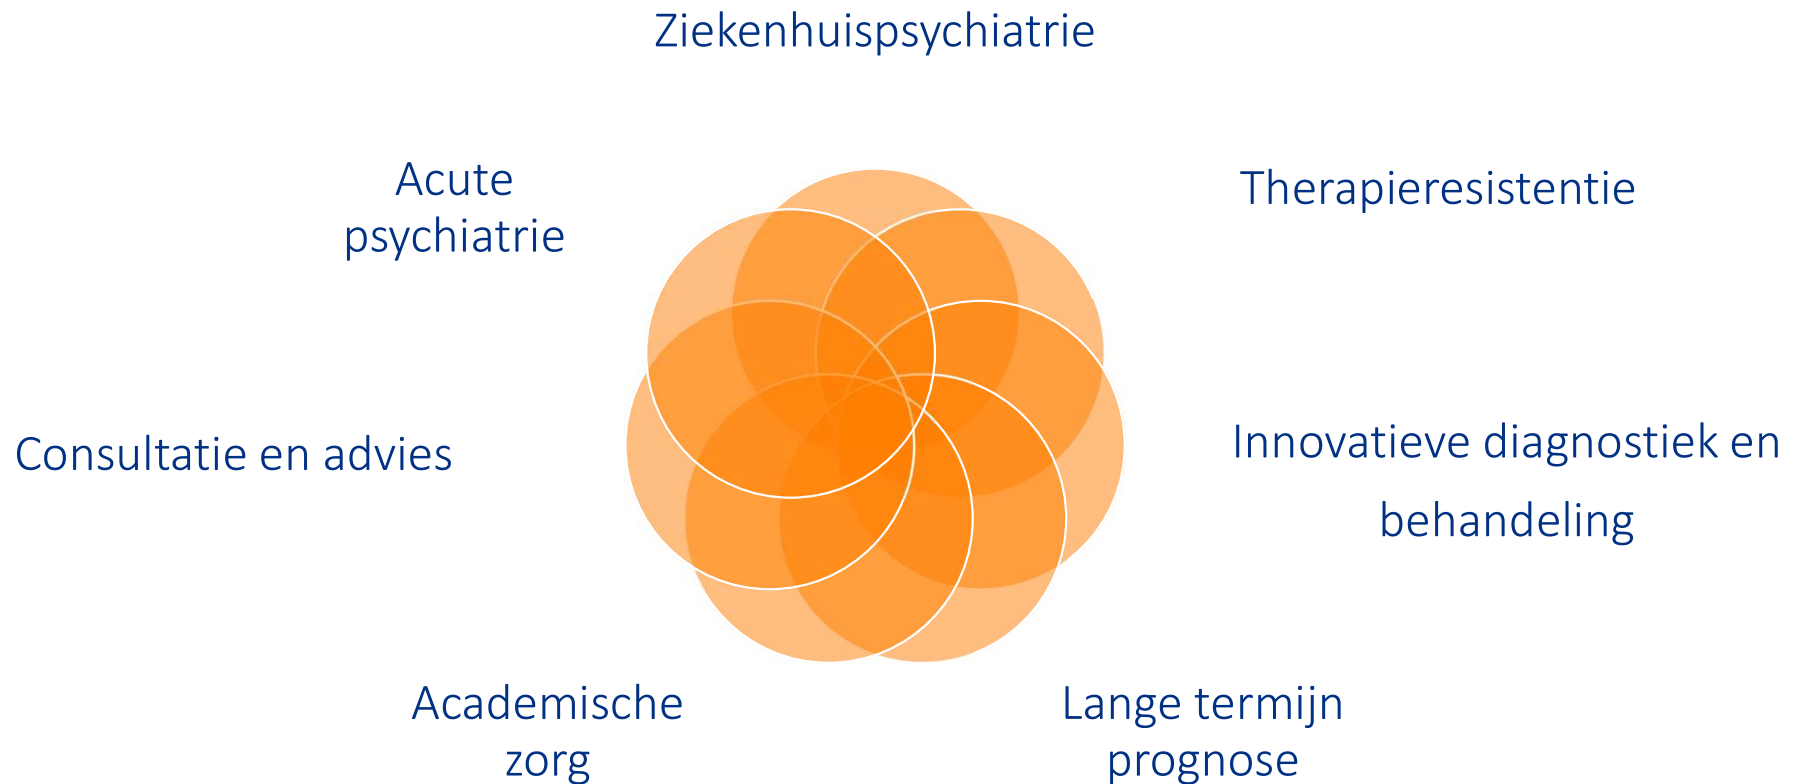 Ziekenhuispsychiatrie
Acute
psychiatrie
Therapieresistentie
Consultatie en advies
Innovatieve diagnostiek en
behandeling
Academische
zorg
Lange termijn
prognose